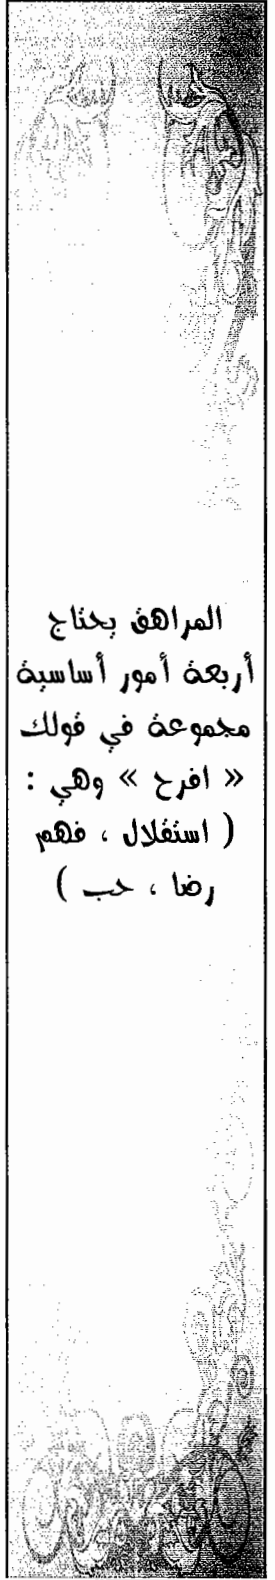 المراهق يحتاج
أربعة أمور أساسية
مجموعة في قولك
« افرح » وهي :
( استقلال ، فهم
رضا ، حب )